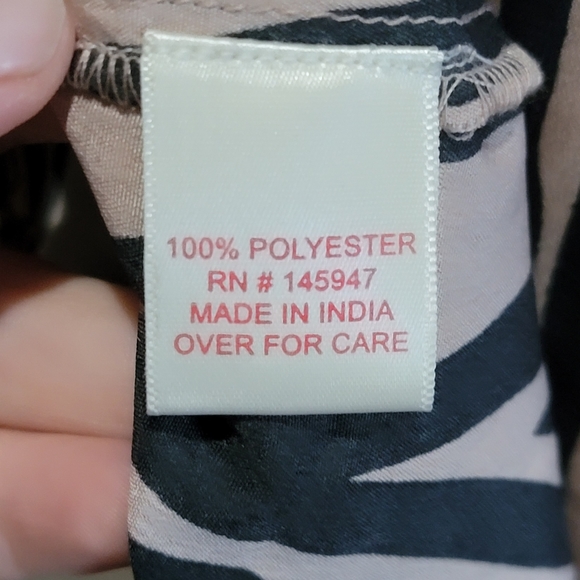 100% POLYESTER
RN # 145947
MADE IN INDIA
OVER FOR CARE